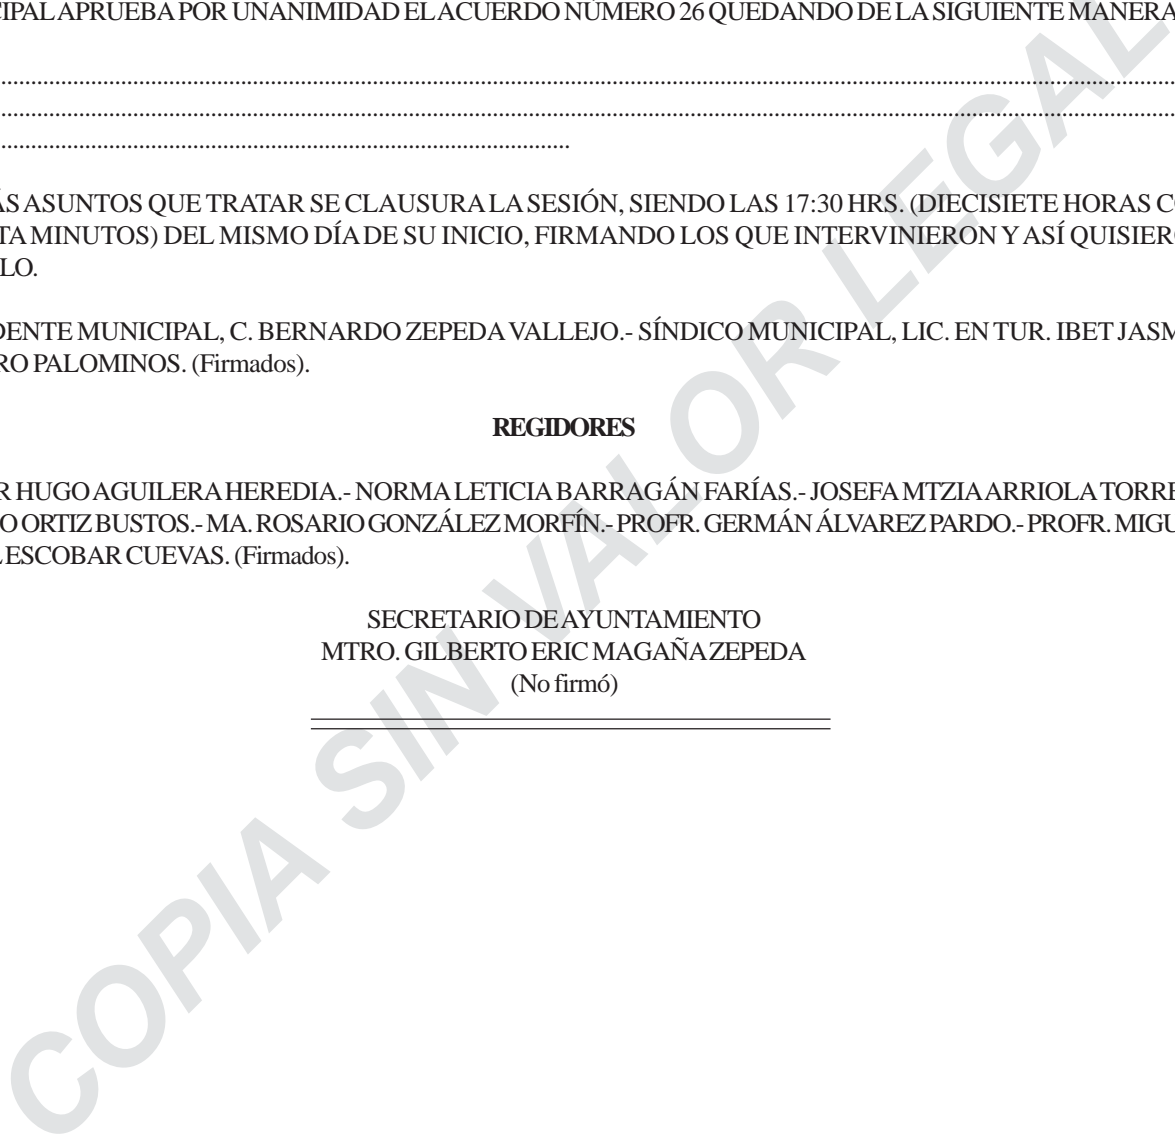 CIPAL APRUEBA POR UNANIMIDAD EL ACUERDO NÚMERO 26 QUEDANDO DE LA SIGUIENTE MANERA
...........................................................................................................................................................................................
...........................................................................................................................................................................................
...........................................................................................
ÁS ASUNTOS QUE TRATAR SE CLAUSURA LA SESIÓN, SIENDO LAS 17:30 HRS. (DIECISIETE HORAS CO
TA MINUTOS) DEL MISMO DÍA DE SU INICIO, FIRMANDO LOS QUE INTERVINIERON Y ASÍ QUISIERO
LO.
DENTE MUNICIPAL, C. BERNARDO ZEPEDA VALLEJO.- SÍNDICO MUNICIPAL, LIC. EN TUR. IBET JASM
RO PALOMINOS. (Firmados).
REGIDORES
R HUGO AGUILERA HEREDIA.- NORMA LETICIA BARRAGÁN FARÍAS.- JOSEFA MTZIA ARRIOLA TORRE
O ORTIZ BUSTOS.- MA. ROSARIO GONZÁLEZ MORFÍN.- PROFR. GERMÁN ÁLVAREZ PARDO.- PROFR. MIGU
L ESCOBAR CUEVAS. (Firmados).
SECRETARIO DE AYUNTAMIENTO
MTRO. GILBERTO ERIC MAGAÑA ZEPEDA
(No firmó)
COPIA SIN VALOR LEGAL